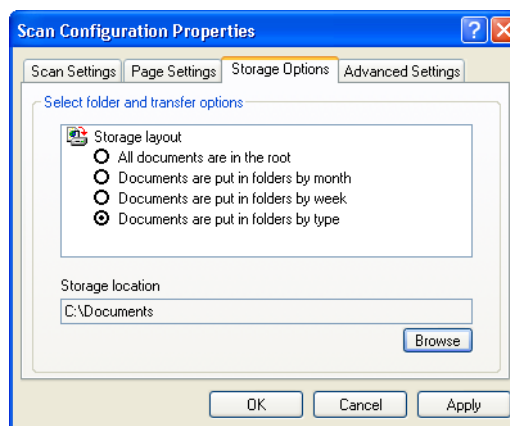 Scan Configuration Properties
Scan Settings Page Settings Storage Options Advanced Settings
Select folder and transfer options
Storage layout
All documents are in the root
Documents are put in folders by month
Documents are put in folders by week
Documents are put in folders by type
Storage location
C:\Documents
Browse
OK Cancel Apply